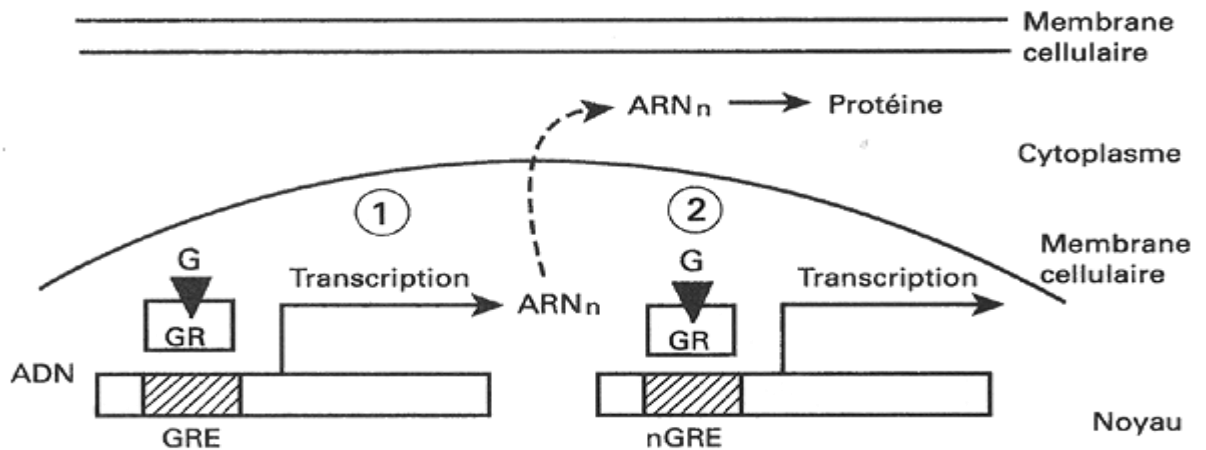 Membrane
cellulaire
ARNn → Protéine
Cytoplasme
1
2
Membrane
cellulaire
G
Transcription
ARNn
G
Transcription
GR
GR
ADN
GRE
nGRE
Noyau